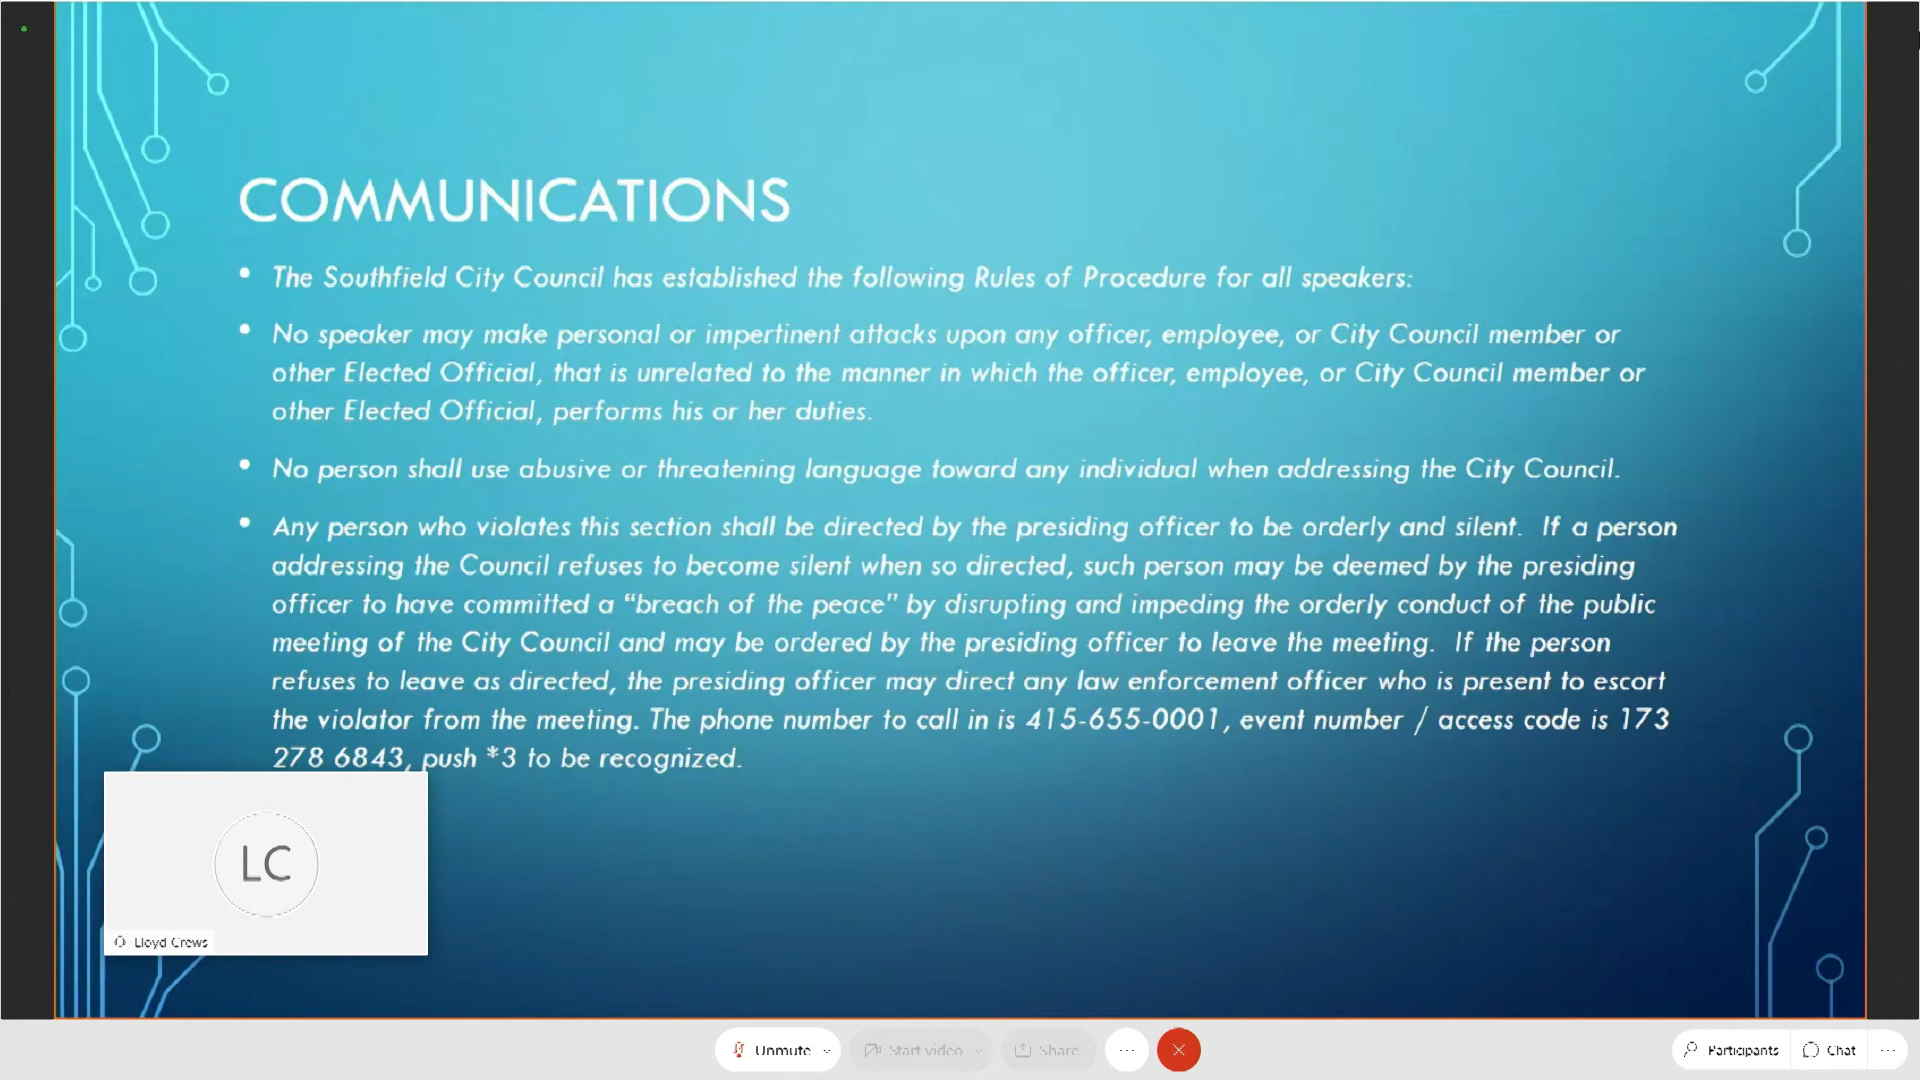 COMMUNICATIONS
• The Southfield City Council has established the following Rules of Procedure for all speakers:
• No speaker may make personal or impertinent attacks upon any officer, employee, or City Council member or
other Elected Official, that is unrelated to the manner in which the officer, employee, or City Council member or
other Elected Official, performs his or her duties.
• No person shall use abusive or threatening language toward any individual when addressing the City Council.
• Any person who violates this section shall be directed by the presiding officer to be orderly and silent.  If a person
addressing the Council refuses to become silent when so directed, such person may be deemed by the presiding
officer to have committed a “breach of the peace” by disrupting and impeding the orderly conduct of the public
meeting of the City Council and may be ordered by the presiding officer to leave the meeting.  If the person
refuses to leave as directed, the presiding officer may direct any law enforcement officer who is present to escort
the violator from the meeting. The phone number to call in is 415-655-0001, event number / access code is 173
278 6843, push *3 to be recognized.
LC
Lloyd Crews
Unmute Start video Share ... Participants Chat ...